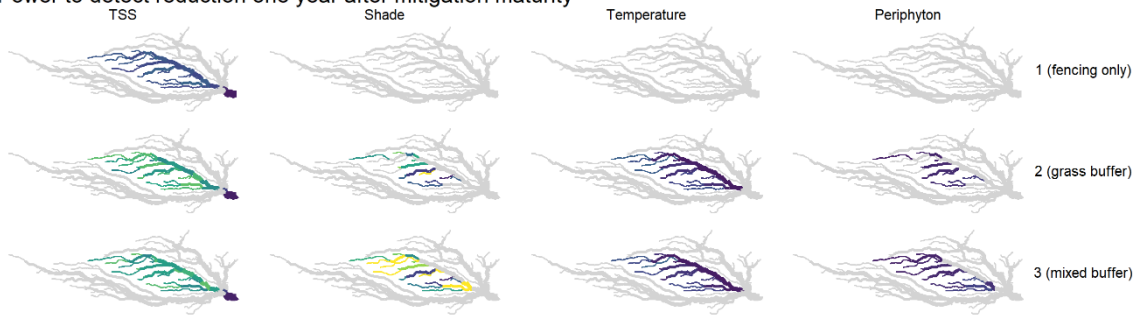 Power to detect reduction one year after mitigation maturity
TSS
Shade
Temperature
Periphyton
1 (fencing only)
2 (grass buffer)
3 (mixed buffer)